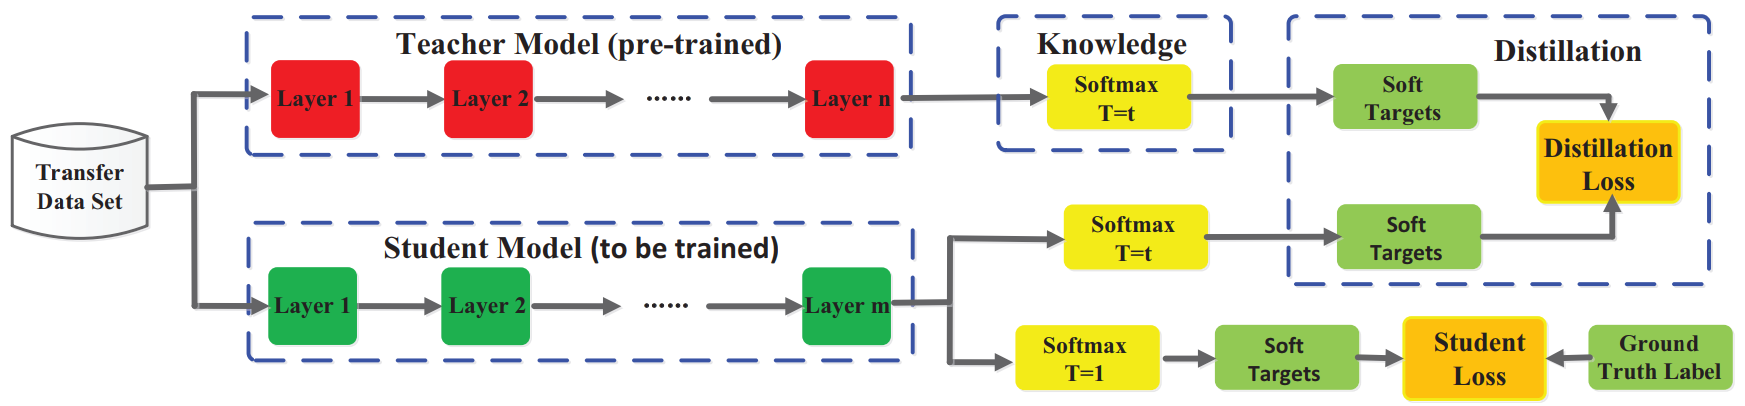 Teacher Model (pre-trained)
Layer 1
Layer 2
......
Layer n
Knowledge
Softmax
T=t
Distillation
Soft
Targets
Distillation
Loss
Transfer
Data Set
Student Model (to be trained)
Layer 1
Layer 2
......
Layer m
Softmax
T=t
Soft
Targets
Softmax
T=1
Soft
Targets
Student
Loss
Ground
Truth Label